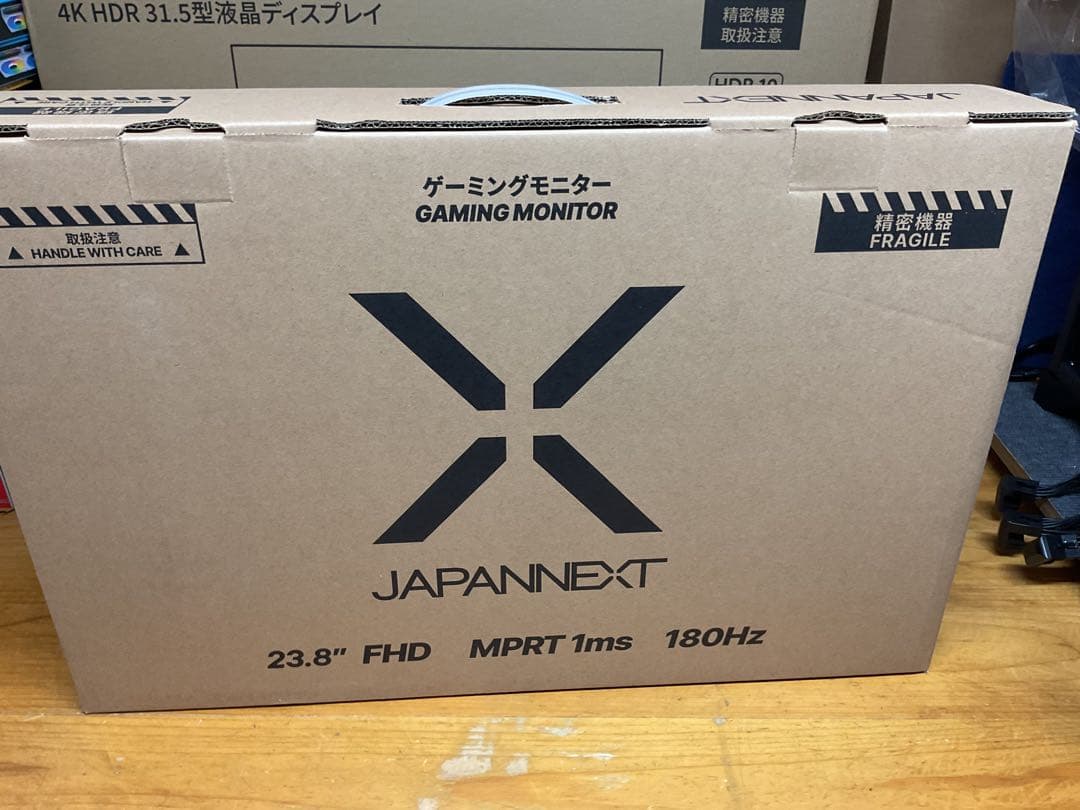 4K HDR 31.5型液晶ディスプレイ
精密機器
取扱注意
HDR 10
JAPANNEXT
ゲーミングモニター
GAMING MONITOR
取扱注意
HANDLE WITH CARE
精密機器
FRAGILE
JAPANNEXT
23.8" FHD MPRT 1ms 180Hz